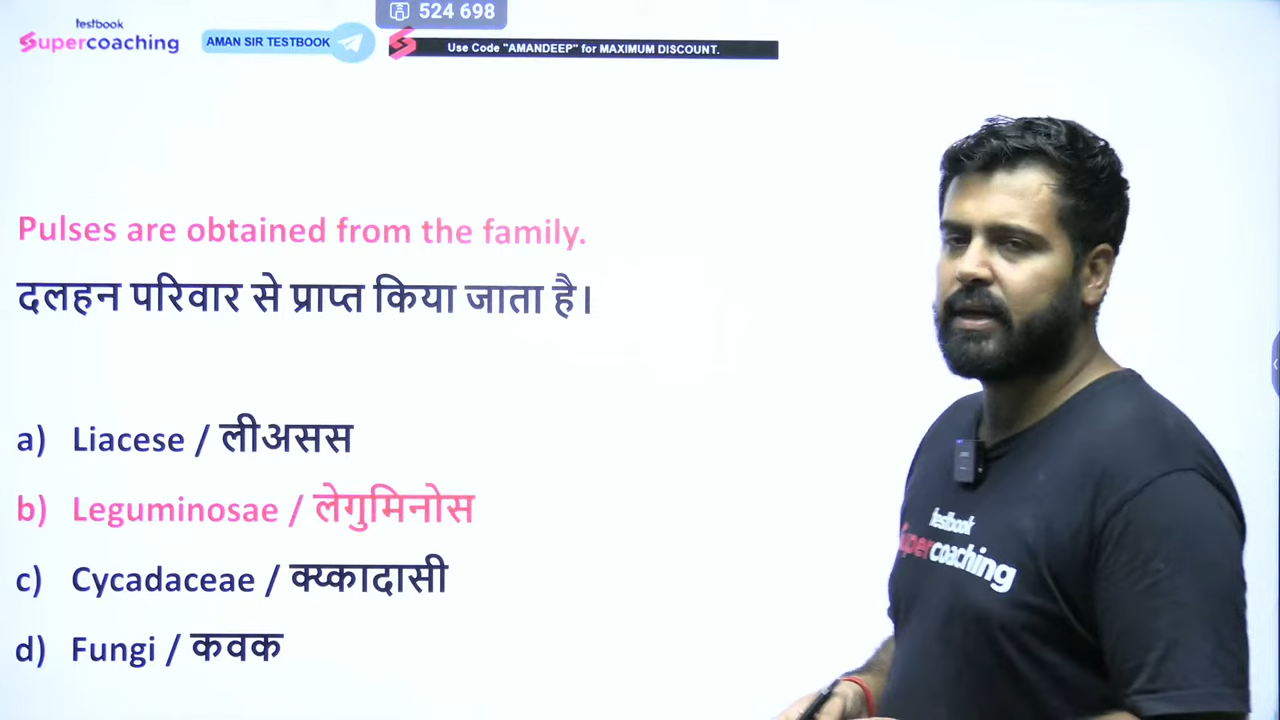 testbook
Supercoaching
AMAN SIR TESTBOOK
524 698
Use Code "AMANDEEP" for MAXIMUM DISCOUNT.
Pulses are obtained from the family.
दलहन परिवार से प्राप्त किया जाता है।
a) Liacese / लीअसस
b) Leguminosae / लेगुमिनोस
c) Cycadaceae / क्य्कादासी
d) Fungi / कवक
testbook
Supercoaching